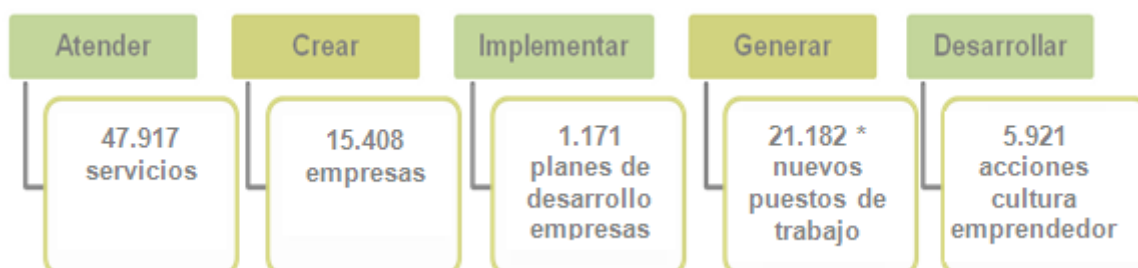 Atender
47.917
servicios
Crear
15.408
empresas
Implementar
1.171
planes de
desarrollo
empresas
Generar
21.182 *
nuevos
puestos de
trabajo
Desarrollar
5.921
acciones
cultura
emprendedor